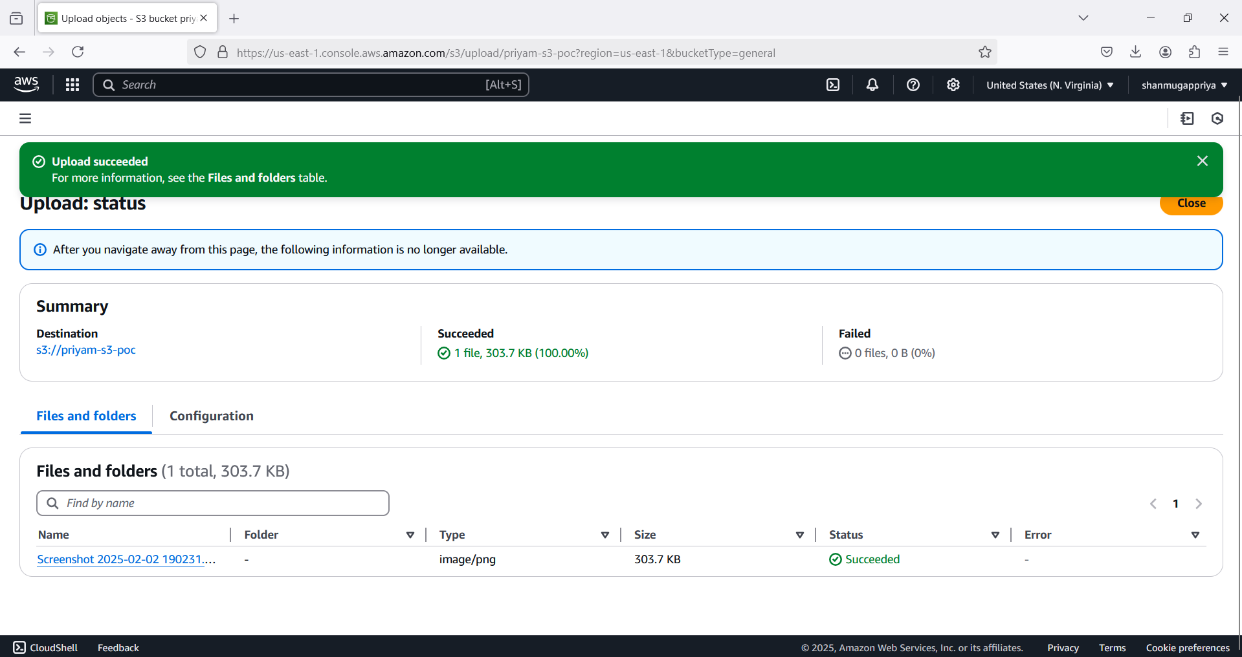 Upload objects - S3 bucket priy
https://us-east-1.console.aws.amazon.com/s3/upload/priyam-s3-poc?region=us-east-1&bucketType=general
aws Search [Alt+S] United States (N. Virginia) shanmugappriya
Upload succeeded
For more information, see the Files and folders table.
Upload: status Close
After you navigate away from this page, the following information is no longer available.
Summary
Destination Succeeded Failed
s3://priyam-s3-poc 1 file, 303.7 KB (100.00%) 0 files, 0 B (0%)
Files and folders Configuration
Files and folders (1 total, 303.7 KB)
Find by name 1
Name Folder Type Size Status Error
Screenshot 2025-02-02 190231.... - image/png 303.7 KB Succeeded -
CloudShell Feedback © 2025, Amazon Web Services, Inc. or its affiliates. Privacy Terms Cookie preferences